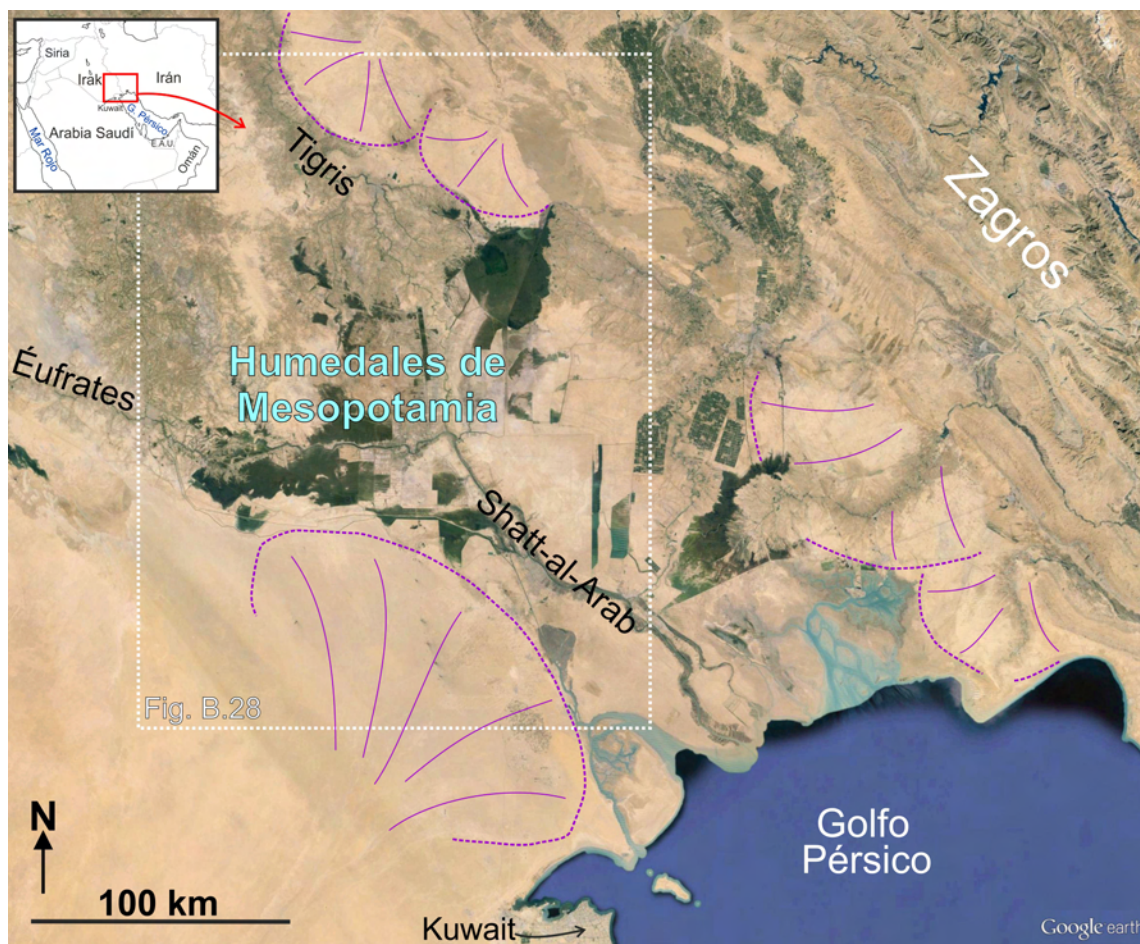 Siria
Irak
Irán
Kuwait
G. Pérsico
Arabia Saudí
E.A.U.
Mar Rojo
Omán
Tigris
Zagros
Éufrates
Humedales de
Mesopotamia
Shatt-al-Arab
Fig. B.28
N
100 km
Golfo
Pérsico
Kuwait
Google earth